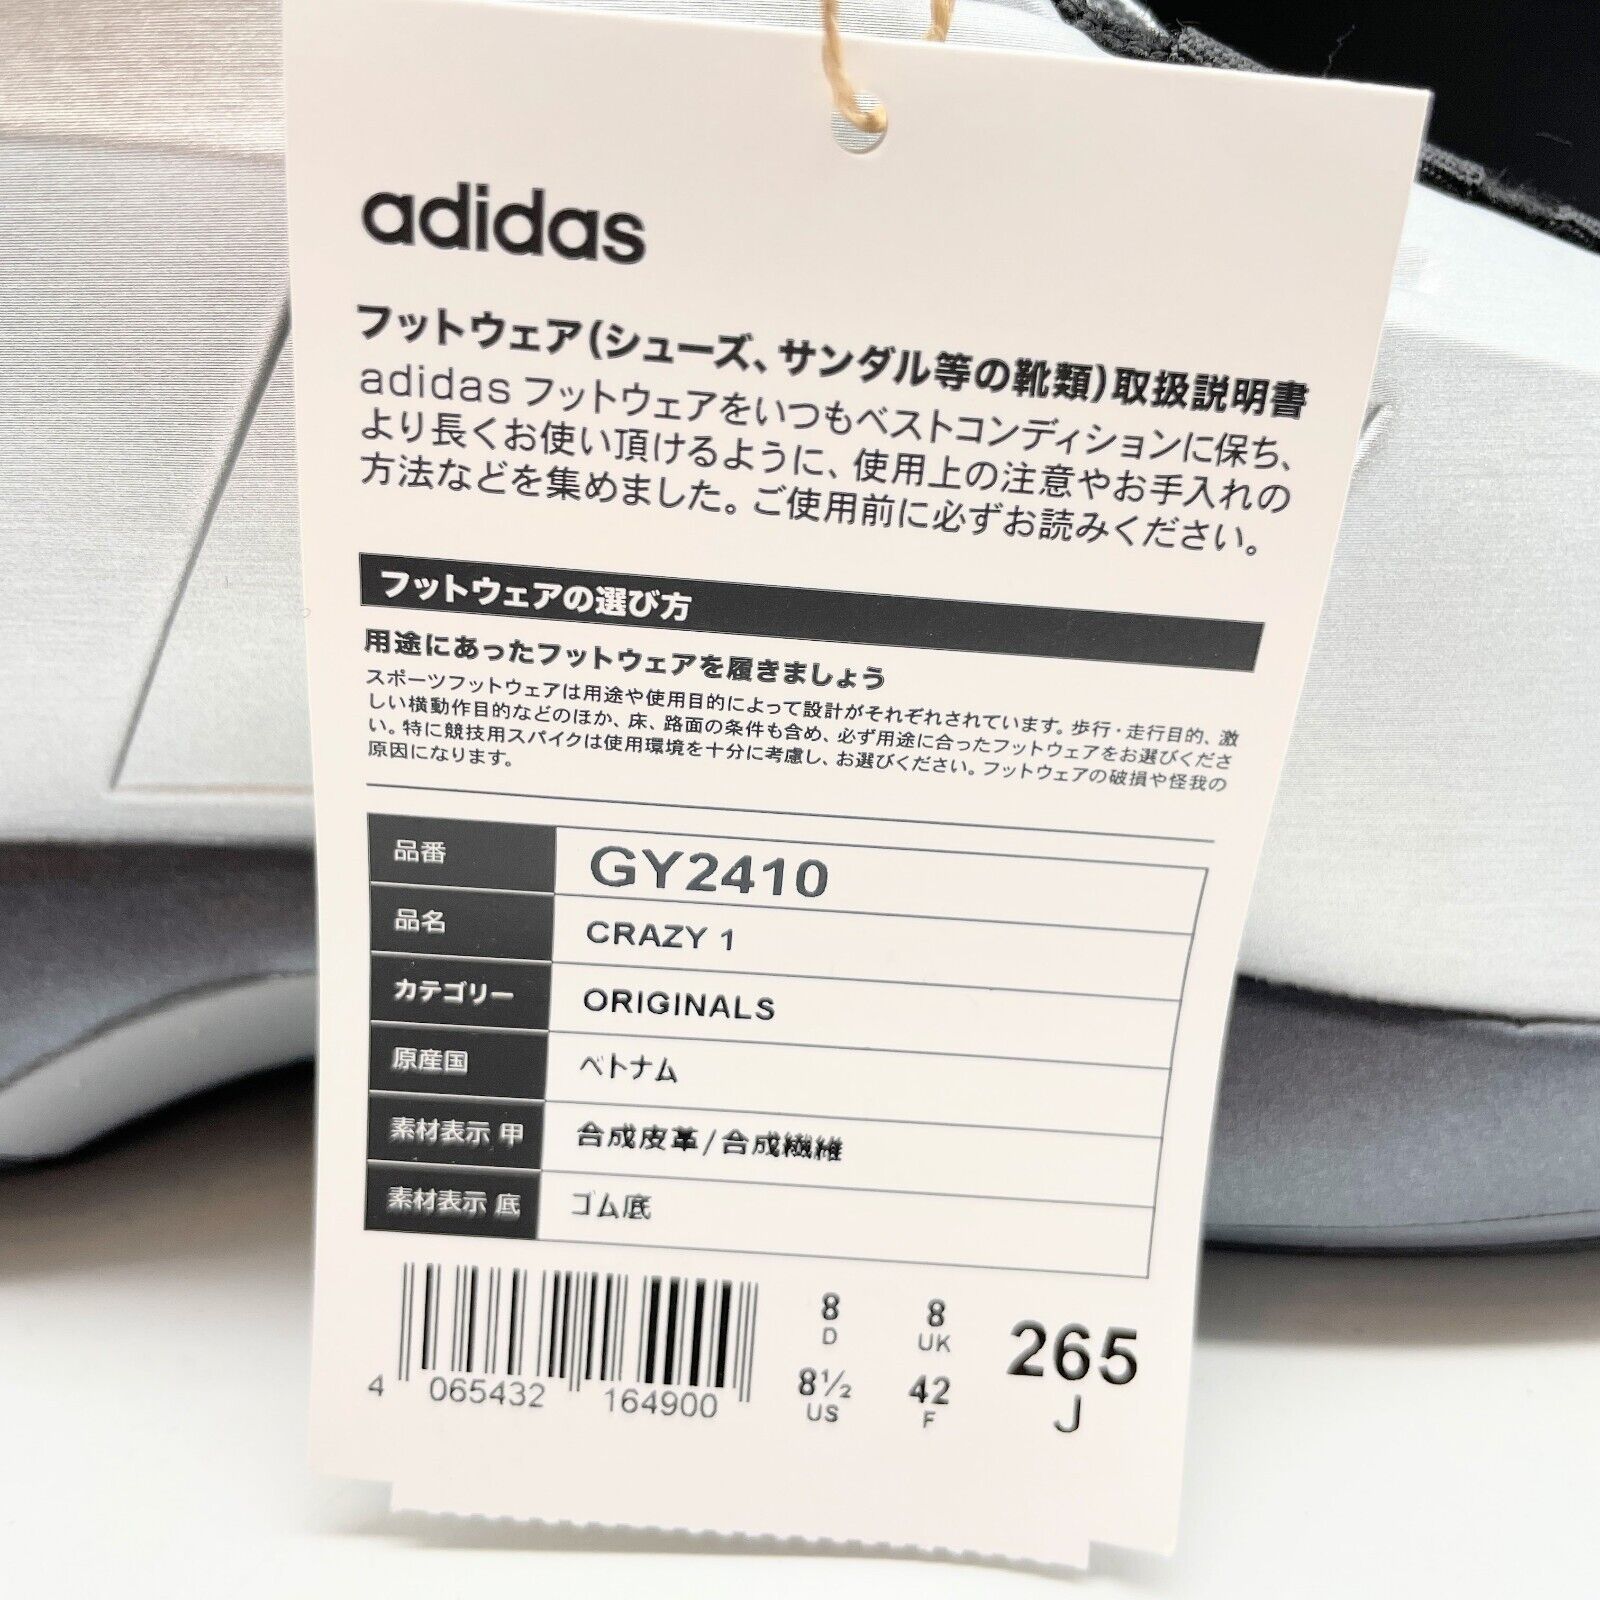 adidas
フットウェア(シューズ、サンダル等の靴類)取扱説明書
adidas フットウェアをいつもベストコンディションに保ち、
より長くお使い頂けるように、使用上の注意やお手入れの
方法などを集めました。ご使用前に必ずお読みください。
フットウェアの選び方
用途にあったフットウェアを履きましょう
スポーツフットウェアは用途や使用目的によって設計がそれぞれされています。歩行・走行目的、激
しい横動作目的などのほか、床、路面の条件も含め、必ず用途に合ったフットウェアをお選びくださ
い。特に競技用スパイクは使用環境を十分に考慮し、お選びください。フットウェアの破損や怪我の
原因になります。
品番 GY2410
品名 CRAZY 1
カテゴリー ORIGINALS
原産国 ベトナム
素材表示 甲 合成皮革/合成繊維
素材表示 底 ゴム底
8 8
D UK
265
8½ 42
US F
J
4 065432 164900